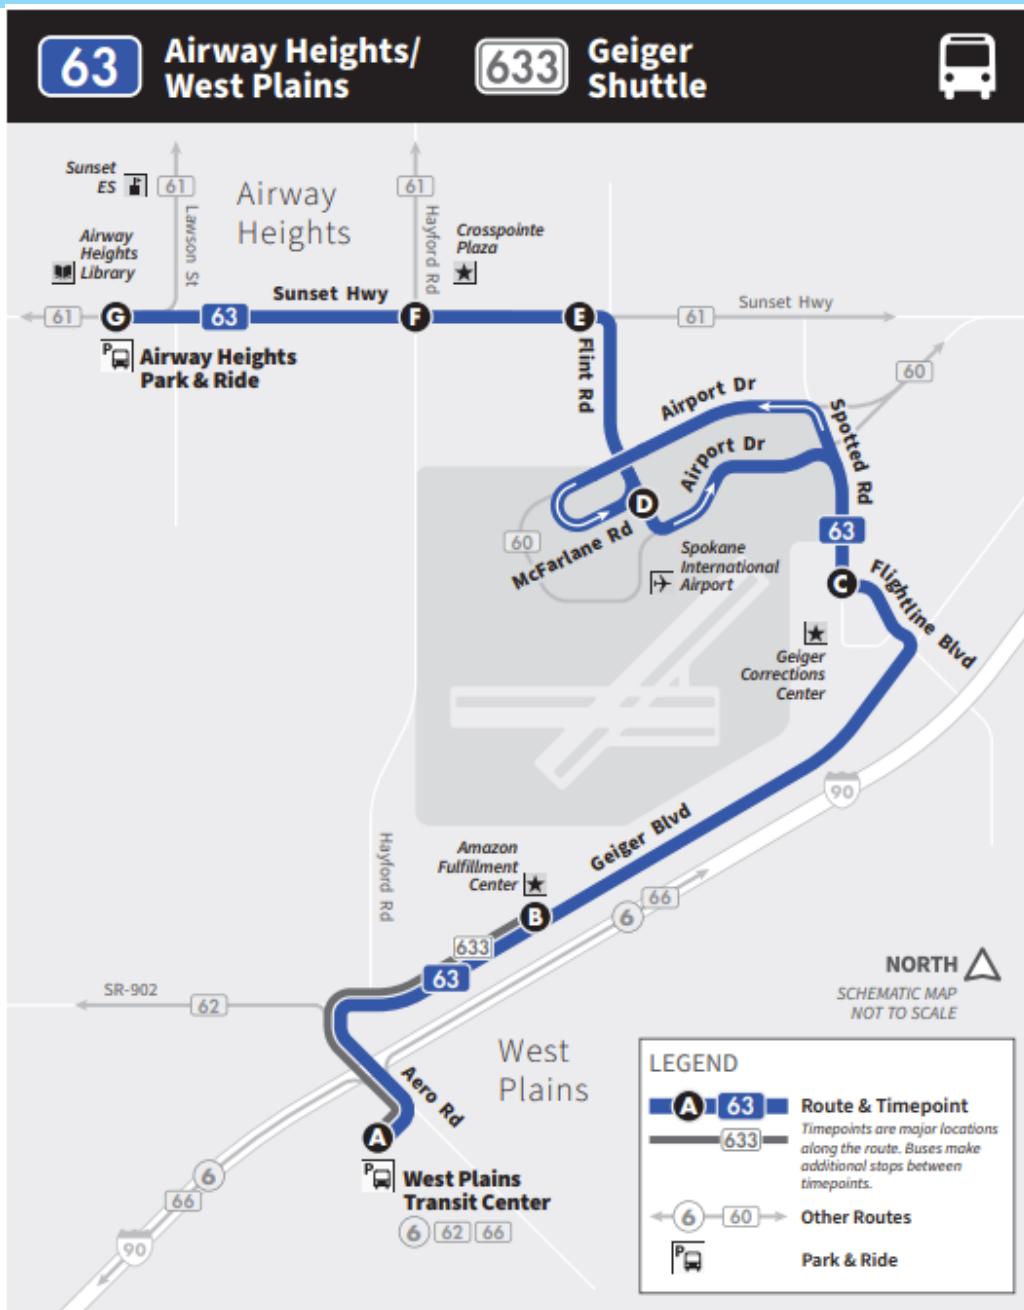 63
Airway Heights/
West Plains
633
Geiger
Shuttle
Sunset
ES
61
61
Airway
Heights
Lawson St
Hayford Rd
Crosspointe
Plaza
Airway
Heights
Library
Sunset Hwy
Sunset Hwy
61
G
63
F
E
61
P
Airway Heights
Park & Ride
Flint Rd
60
Airport Dr
Spotted Rd
Airport Dr
D
63
60
McFarlane Rd
Spokane
International
Airport
C
Flightline Blvd
Geiger
Corrections
Center
90
Geiger Blvd
Hayford Rd
Amazon
Fulfillment
Center
66
B
6
633
63
NORTH
SCHEMATIC MAP
NOT TO SCALE
SR-902
62
West
Plains
Aero Rd
A
P
West Plains
Transit Center
6 62 66
6
66
90
LEGEND
A 63 Route & Timepoint
633
Timepoints are major locations
along the route. Buses make
additional stops between
timepoints.
6 60 Other Routes
P Park & Ride